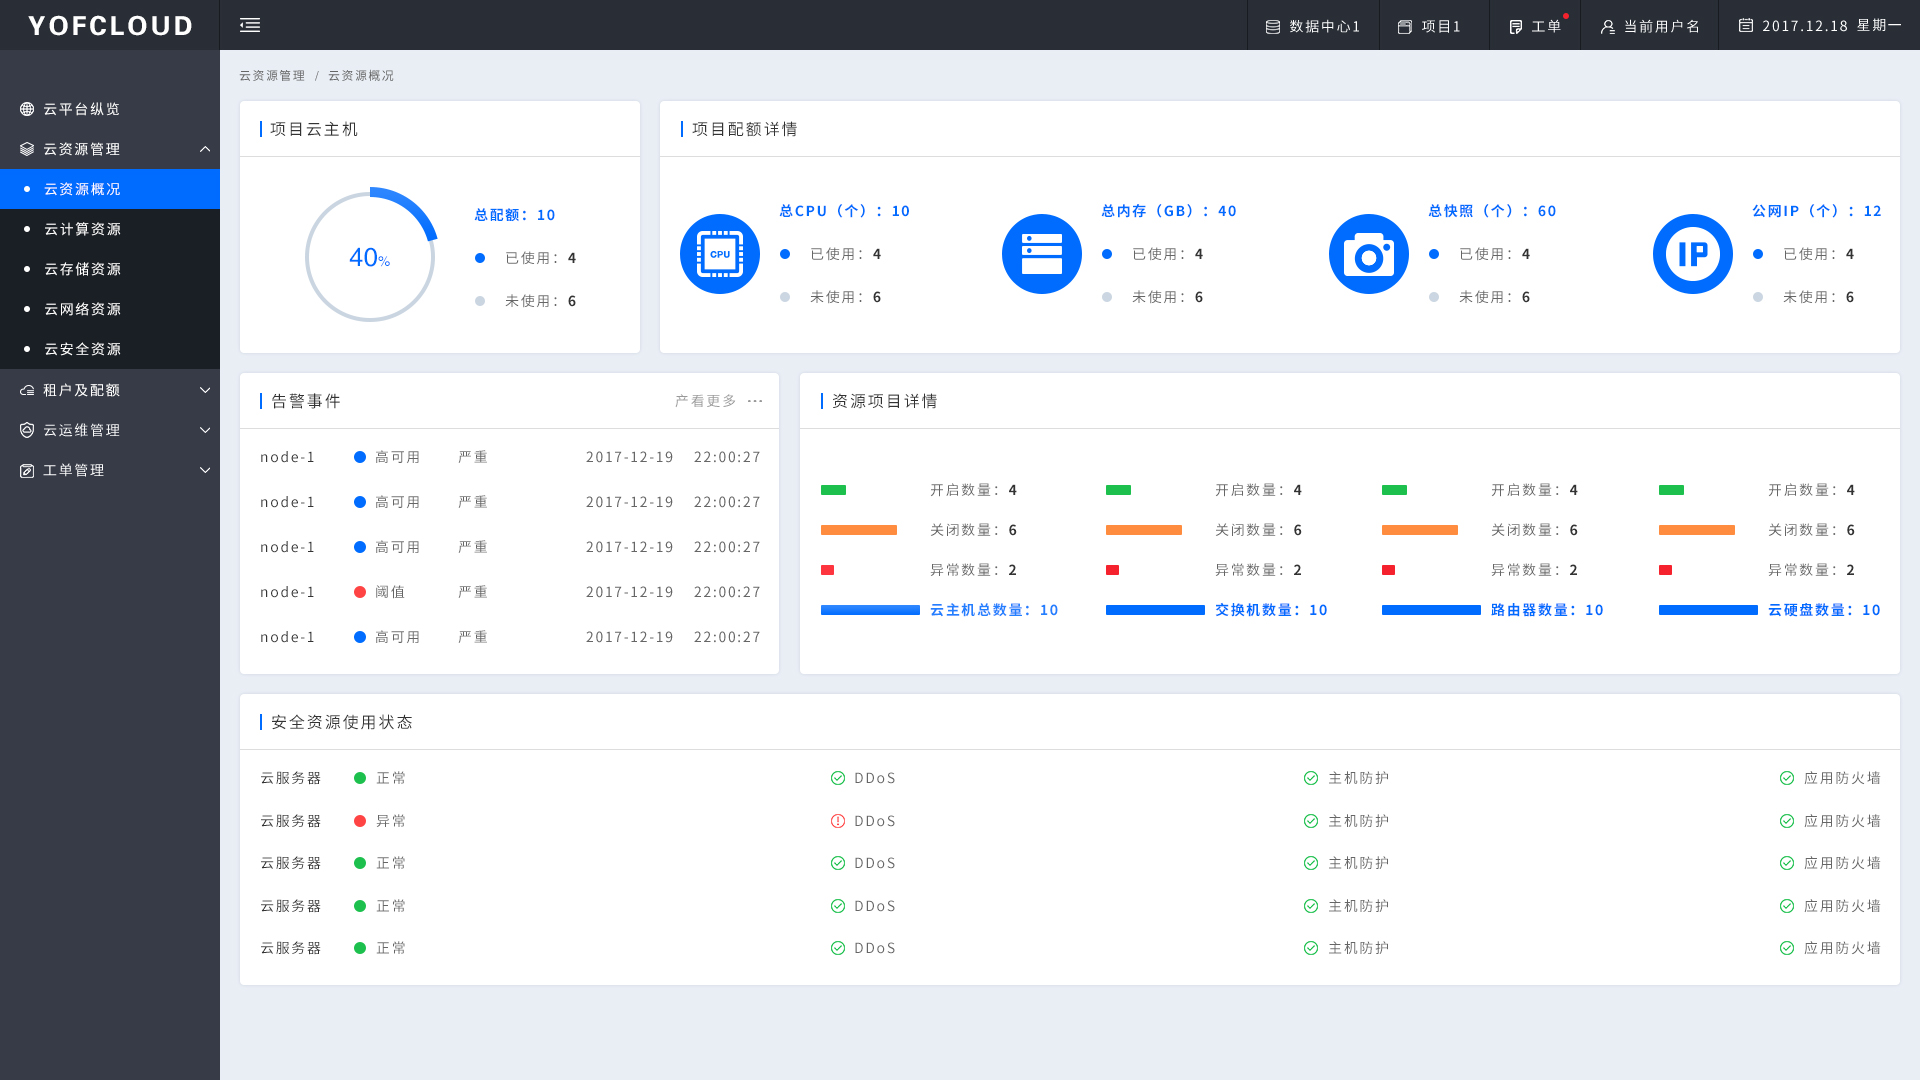 YOFCLOUD
数据中心1
项目1
工单
当前用户名
2017.12.18 星期一
云资源管理 / 云资源概况
云平台纵览
云资源管理
云资源概况
云计算资源
云存储资源
云网络资源
云安全资源
租户及配额
云运维管理
工单管理
项目云主机
40%
总配额：10
已使用：4
未使用：6
项目配额详情
CPU
总CPU（个）：10
已使用：4
未使用：6
总内存（GB）：40
已使用：4
未使用：6
总快照（个）：60
已使用：4
未使用：6
IP
公网IP（个）：12
已使用：4
未使用：6
告警事件
产看更多 ···
node-1 高可用 严重 2017-12-19 22:00:27
node-1 高可用 严重 2017-12-19 22:00:27
node-1 高可用 严重 2017-12-19 22:00:27
node-1 阈值 严重 2017-12-19 22:00:27
node-1 高可用 严重 2017-12-19 22:00:27
资源项目详情
开启数量：4
关闭数量：6
异常数量：2
云主机总数量：10
开启数量：4
关闭数量：6
异常数量：2
交换机数量：10
开启数量：4
关闭数量：6
异常数量：2
路由器数量：10
开启数量：4
关闭数量：6
异常数量：2
云硬盘数量：10
安全资源使用状态
云服务器 正常 DDoS 主机防护 应用防火墙
云服务器 异常 DDoS 主机防护 应用防火墙
云服务器 正常 DDoS 主机防护 应用防火墙
云服务器 正常 DDoS 主机防护 应用防火墙
云服务器 正常 DDoS 主机防护 应用防火墙